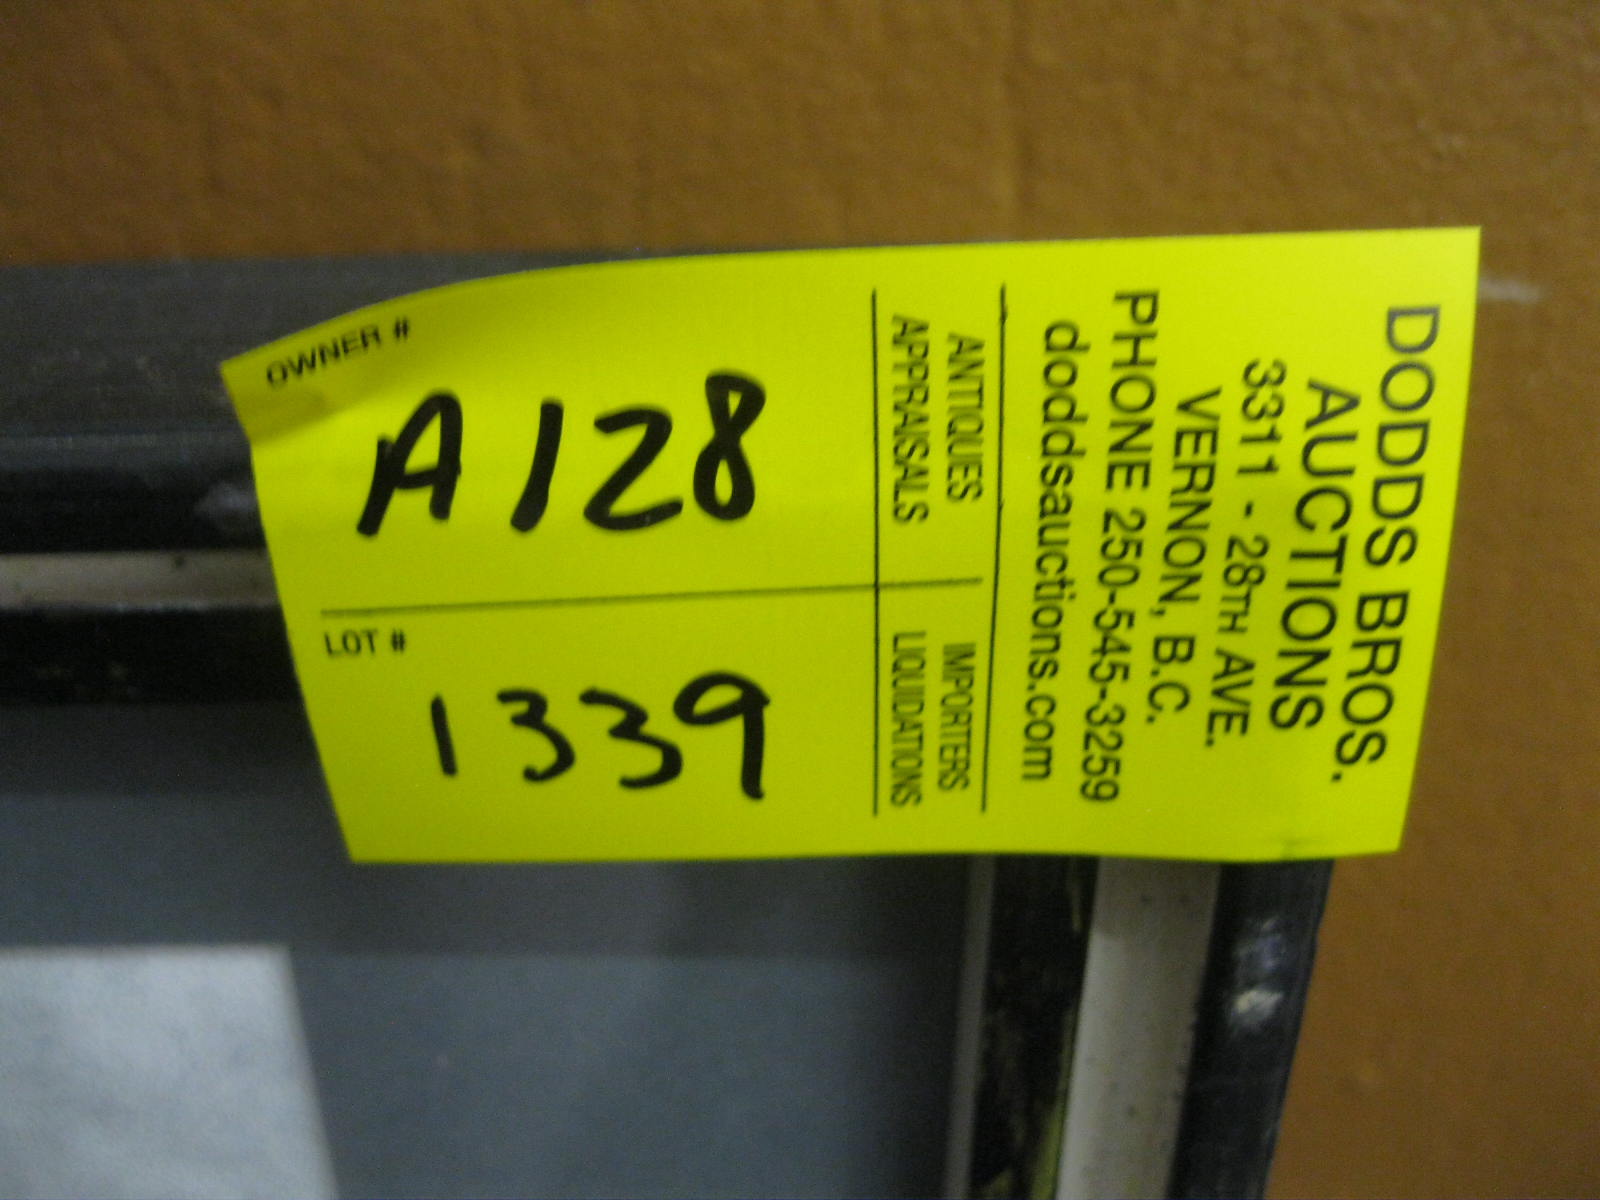 DODDS BROS.
AUCTIONS
3311 - 28TH AVE.
VERNON, B.C.
PHONE 250-545-3259
doddsauctions.com
ANTIQUES IMPORTERS
APPRAISALS LIQUIDATIONS
OWNER #
A128
LOT #
1339